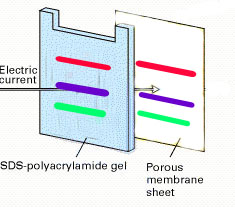 Electric
current
SDS-polyacrylamide gel
Porous
membrane
sheet